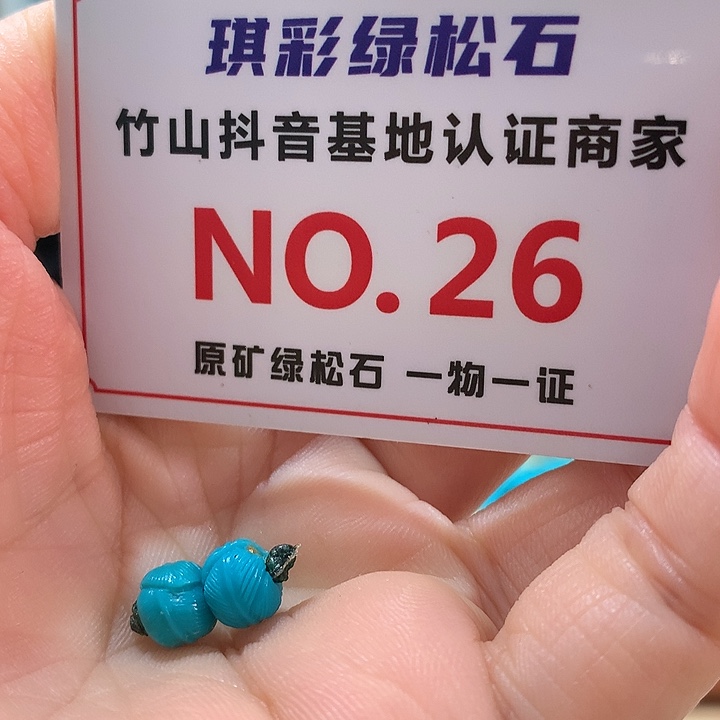 琪彩绿松石
竹山抖音基地认证商家
NO.26
原矿绿松石 一物一证